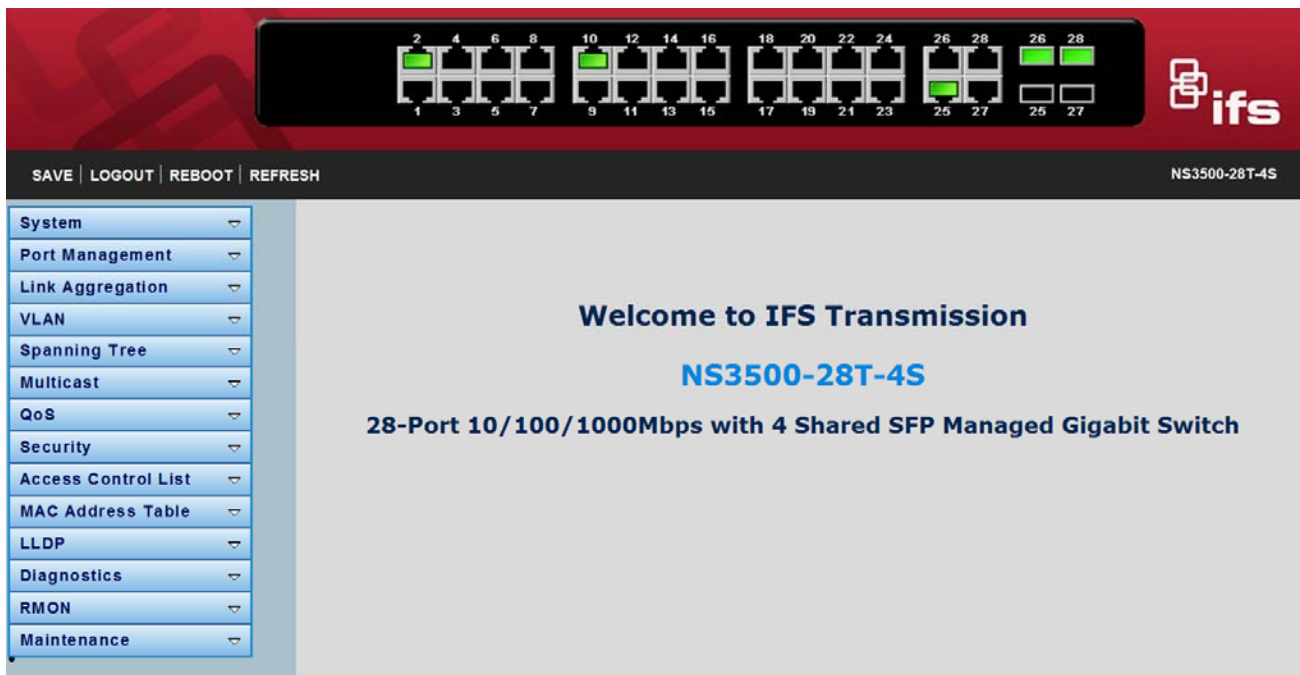 2 4 6 8 10 12 14 16 18 20 22 24 26 28 26 28
1 3 5 7 9 11 13 15 17 19 21 23 25 27 25 27
ifs
SAVE | LOGOUT | REBOOT | REFRESH
NS3500-28T-4S
System
Port Management
Link Aggregation
VLAN
Spanning Tree
Multicast
QoS
Security
Access Control List
MAC Address Table
LLDP
Diagnostics
RMON
Maintenance
Welcome to IFS Transmission
NS3500-28T-4S
28-Port 10/100/1000Mbps with 4 Shared SFP Managed Gigabit Switch